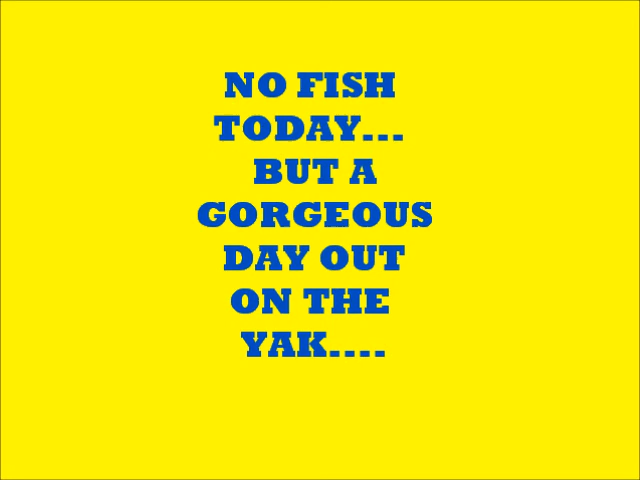 NO FISH
TODAY...
BUT A
GORGEOUS
DAY OUT
ON THE
YAK....